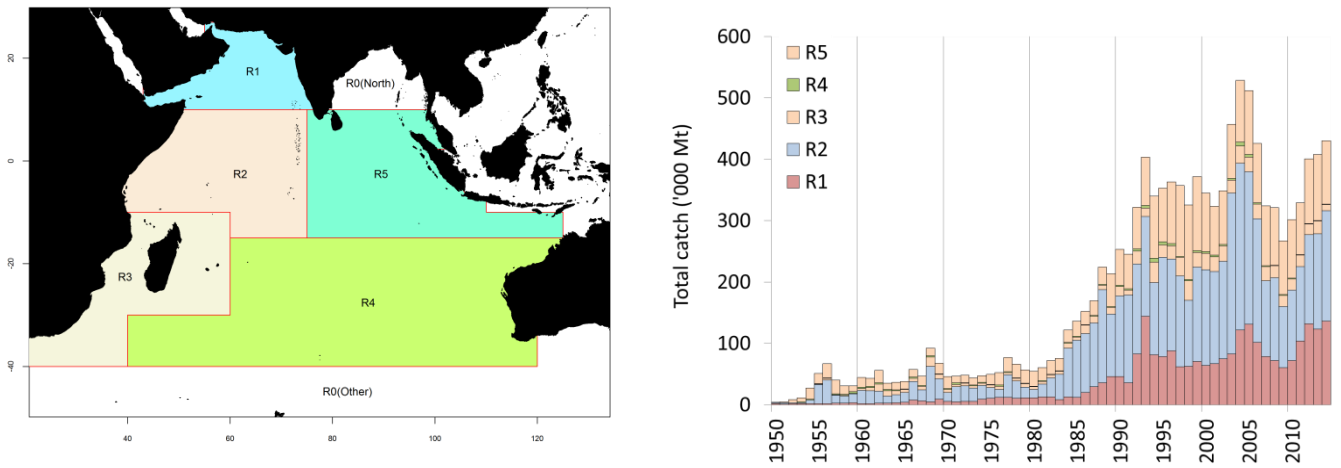 R1
R0(North)
R2
R5
R3
R4
R0(Other)
20
0
-20
-40
40
60
80
100
120
Total catch ('000 Mt)
600
500
400
300
200
100
0
R5
R4
R3
R2
R1
1950
1955
1960
1965
1970
1975
1980
1985
1990
1995
2000
2005
2010